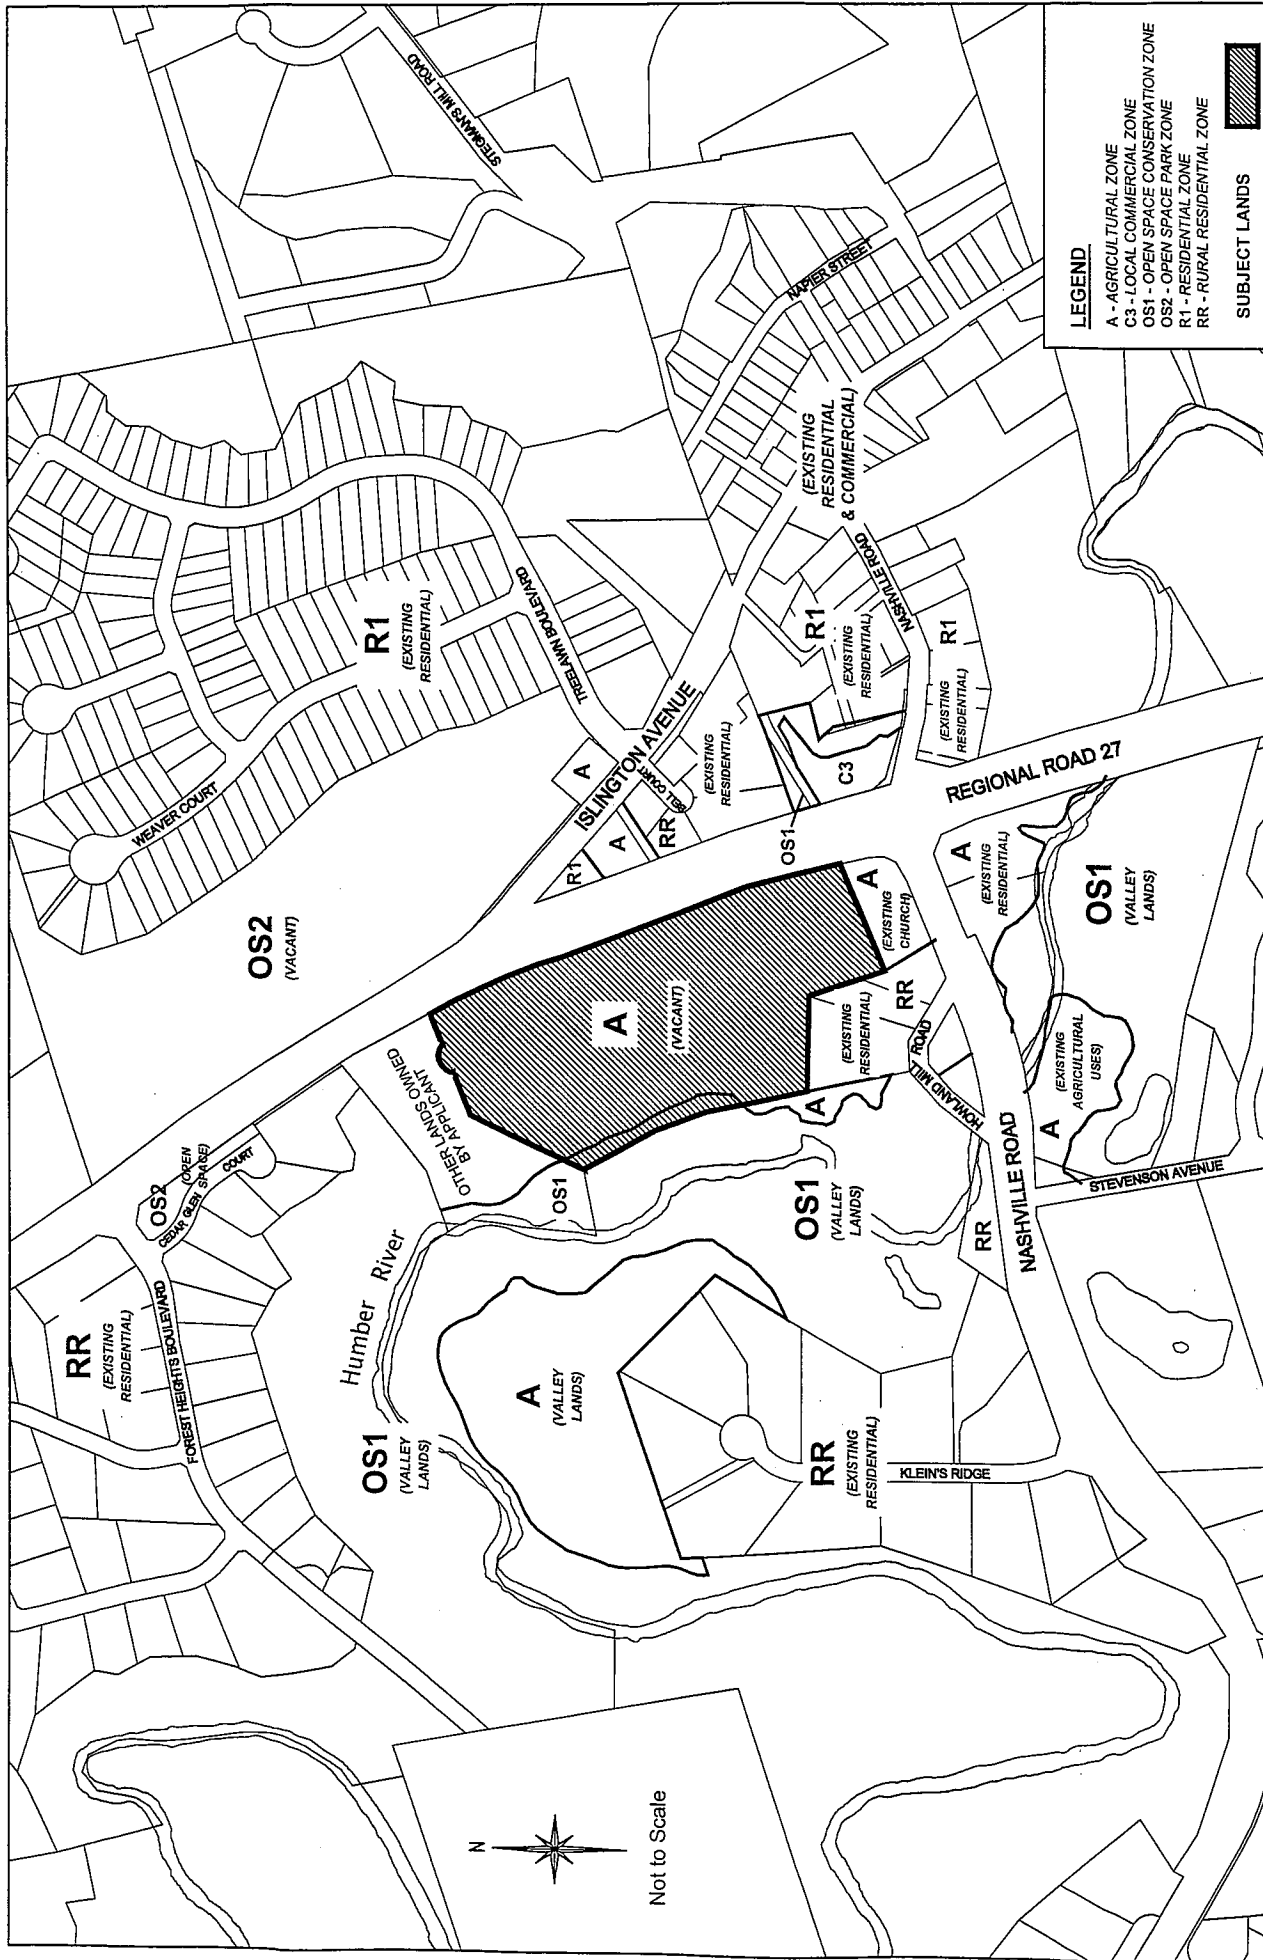 STEGMAN'S MILL ROAD
NAPIER STREET
(EXISTING
RESIDENTIAL
& COMMERCIAL)
NASHVILLE ROAD
R1
(EXISTING
RESIDENTIAL)
R1
(EXISTING
RESIDENTIAL)
R1
(EXISTING
RESIDENTIAL)
TREELAWN BOULEVARD
WEAVER COURT
ISLINGTON AVENUE
A
BELL COURT
(EXISTING
RESIDENTIAL)
R1
A
RR
C3
OS1
REGIONAL ROAD 27
OS2
(VACANT)
A
(VACANT)
A
(EXISTING
CHURCH)
A
(EXISTING
RESIDENTIAL)
OS1
(VALLEY
LANDS)
(EXISTING
RESIDENTIAL)
RR
HOWLAND MILL
ROAD
A
OTHER LANDS OWNED
BY APPLICANT
OS1
OS2
(OPEN
SPACE)
CEDAR GLEN
COURT
RR
(EXISTING
RESIDENTIAL)
FOREST HEIGHTS BOULEVARD
Humber River
OS1
(VALLEY
LANDS)
A
(VALLEY
LANDS)
OS1
(VALLEY
LANDS)
RR
NASHVILLE ROAD
A
(EXISTING
AGRICULTURAL
USES)
STEVENSON AVENUE
RR
(EXISTING
RESIDENTIAL)
KLEIN'S RIDGE
N
Not to Scale
LEGEND
A - AGRICULTURAL ZONE
C3 - LOCAL COMMERCIAL ZONE
OS1 - OPEN SPACE CONSERVATION ZONE
OS2 - OPEN SPACE PARK ZONE
R1 - RESIDENTIAL ZONE
RR - RURAL RESIDENTIAL ZONE
SUBJECT LANDS